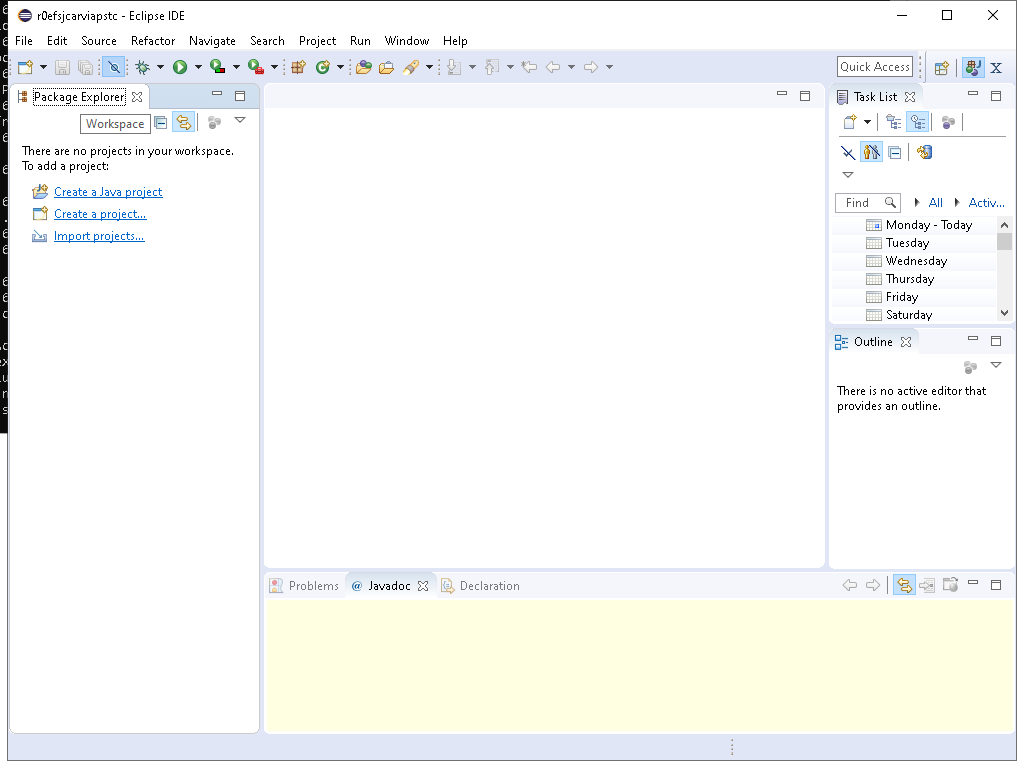 r0efsjcarviapstc - Eclipse IDE
File Edit Source Refactor Navigate Search Project Run Window Help
Quick Access
Package Explorer
Workspace
There are no projects in your workspace.
To add a project:
Create a Java project
Create a project...
Import projects...
Task List
Find
All
Activ...
Monday - Today
Tuesday
Wednesday
Thursday
Friday
Saturday
Outline
There is no active editor that
provides an outline.
Problems
@ Javadoc
Declaration